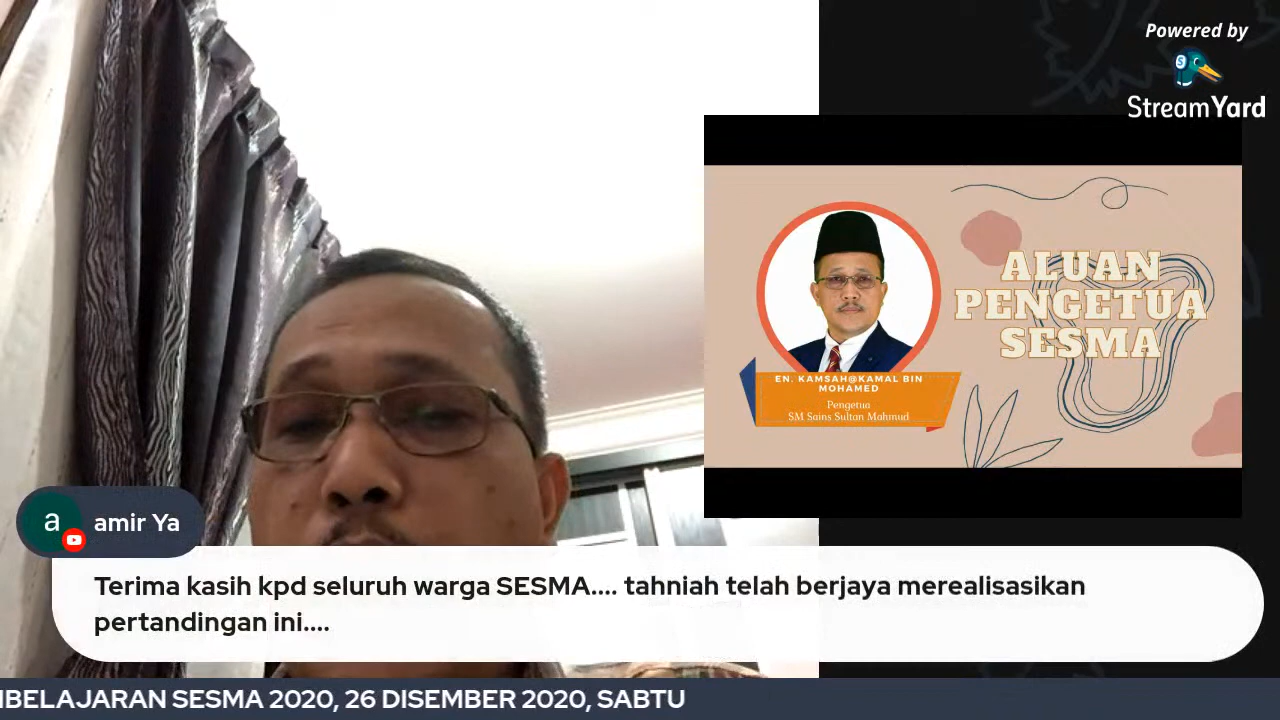 Powered by
StreamYard
ALUAN
PENGETUA
SESMA
EN. KAMSAH@KAMAL BIN
MOHAMED
Pengetua
SM Sains Sultan Mahmud
a
amir Ya
Terima kasih kpd seluruh warga SESMA.... tahniah telah berjaya merealisasikan
pertandingan ini....
MBELAJARAN SESMA 2020, 26 DISEMBER 2020, SABTU